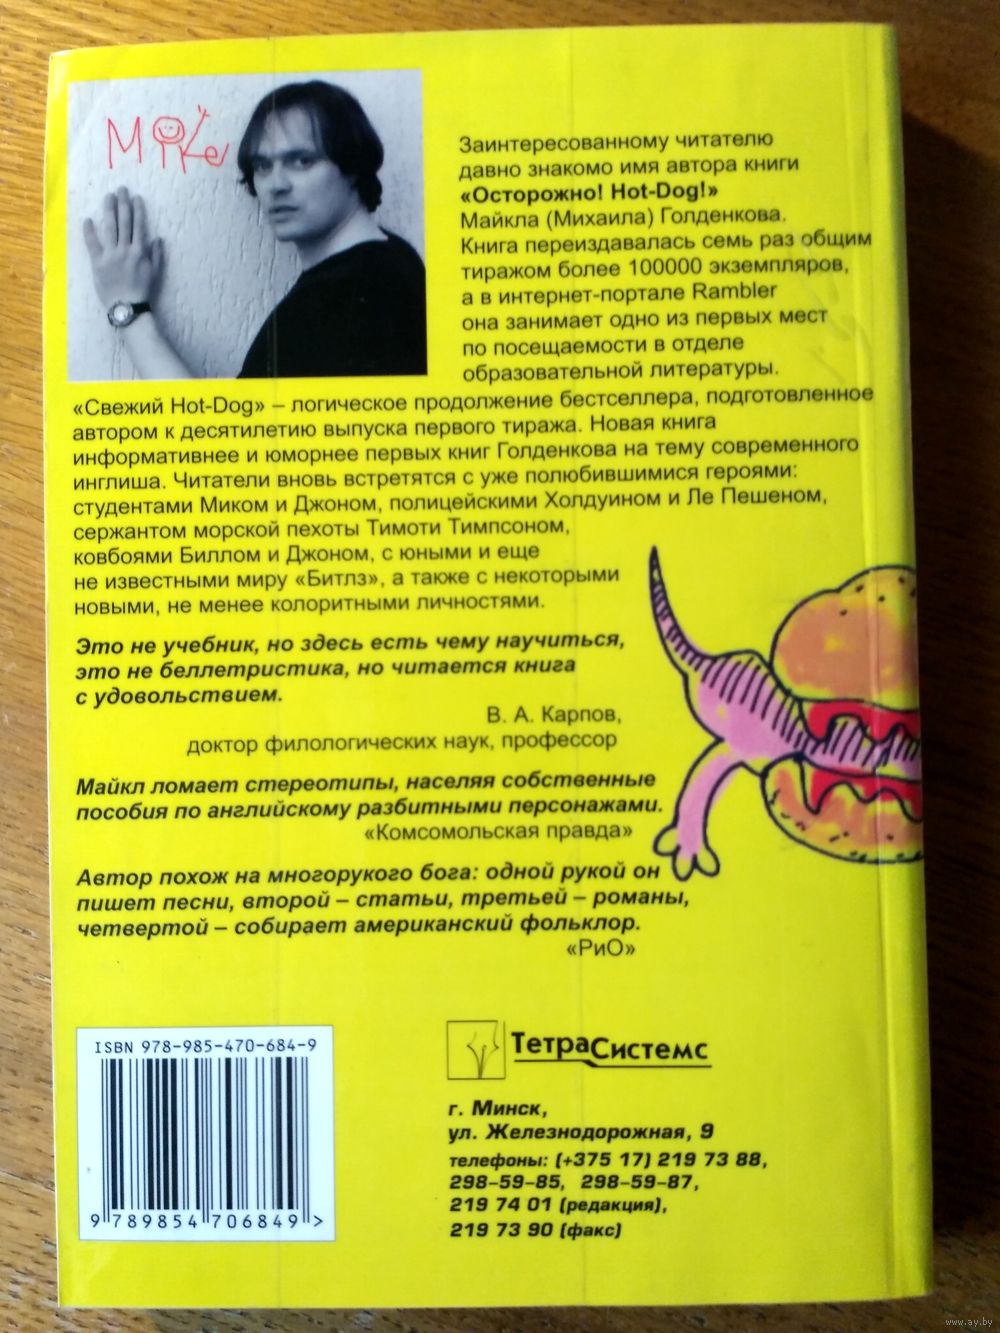 Mike
Заинтересованному читателю
давно знакомо имя автора книги
«Осторожно! Hot-Dog!»
Майкла (Михаила) Голденкова.
Книга переиздавалась семь раз общим
тиражом более 100000 экземпляров,
а в интернет-портале Rambler
она занимает одно из первых мест
по посещаемости в отделе
образовательной литературы.
«Свежий Hot-Dog» – логическое продолжение бестселлера, подготовленное
автором к десятилетию выпуска первого тиража. Новая книга
информативнее и юморнее первых книг Голденкова на тему современного
инглиша. Читатели вновь встретятся с уже полюбившимися героями:
студентами Миком и Джоном, полицейскими Холдуином и Ле Пешеном,
сержантом морской пехоты Тимоти Тимпсоном,
ковбоями Биллом и Джоном, с юными и еще
не известными миру «Битлз», а также с некоторыми
новыми, не менее колоритными личностями.
Это не учебник, но здесь есть чему научиться,
это не беллетристика, но читается книга
с удовольствием.
В. А. Карпов,
доктор филологических наук, профессор
Майкл ломает стереотипы, населяя собственные
пособия по английскому разбитными персонажами.
«Комсомольская правда»
Автор похож на многорукого бога: одной рукой он
пишет песни, второй – статьи, третьей – романы,
четвертой – собирает американский фольклор.
«РиО»
ISBN 978-985-470-684-9
9 789854 706849 >
ТетраСистемс
г. Минск,
ул. Железнодорожная, 9
телефоны: (+375 17) 219 73 88,
298-59-85, 298-59-87,
219 74 01 (редакция),
219 73 90 (факс)
www.ay.by